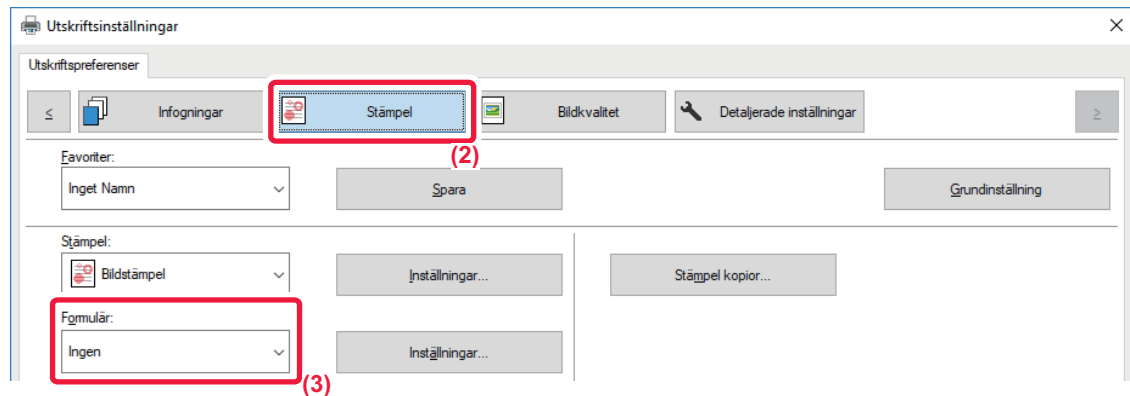 Utskriftsinställningar
Utskriftspreferenser
≤ Infogningar Stämpel Bildkvalitet Detaljerade inställningar ≥
(2)
Favoriter:
Inget Namn Spara Grundinställning
Stämpel:
Bildstämpel Inställningar... Stämpel kopior...
Formulär:
Ingen Inställningar...
(3)